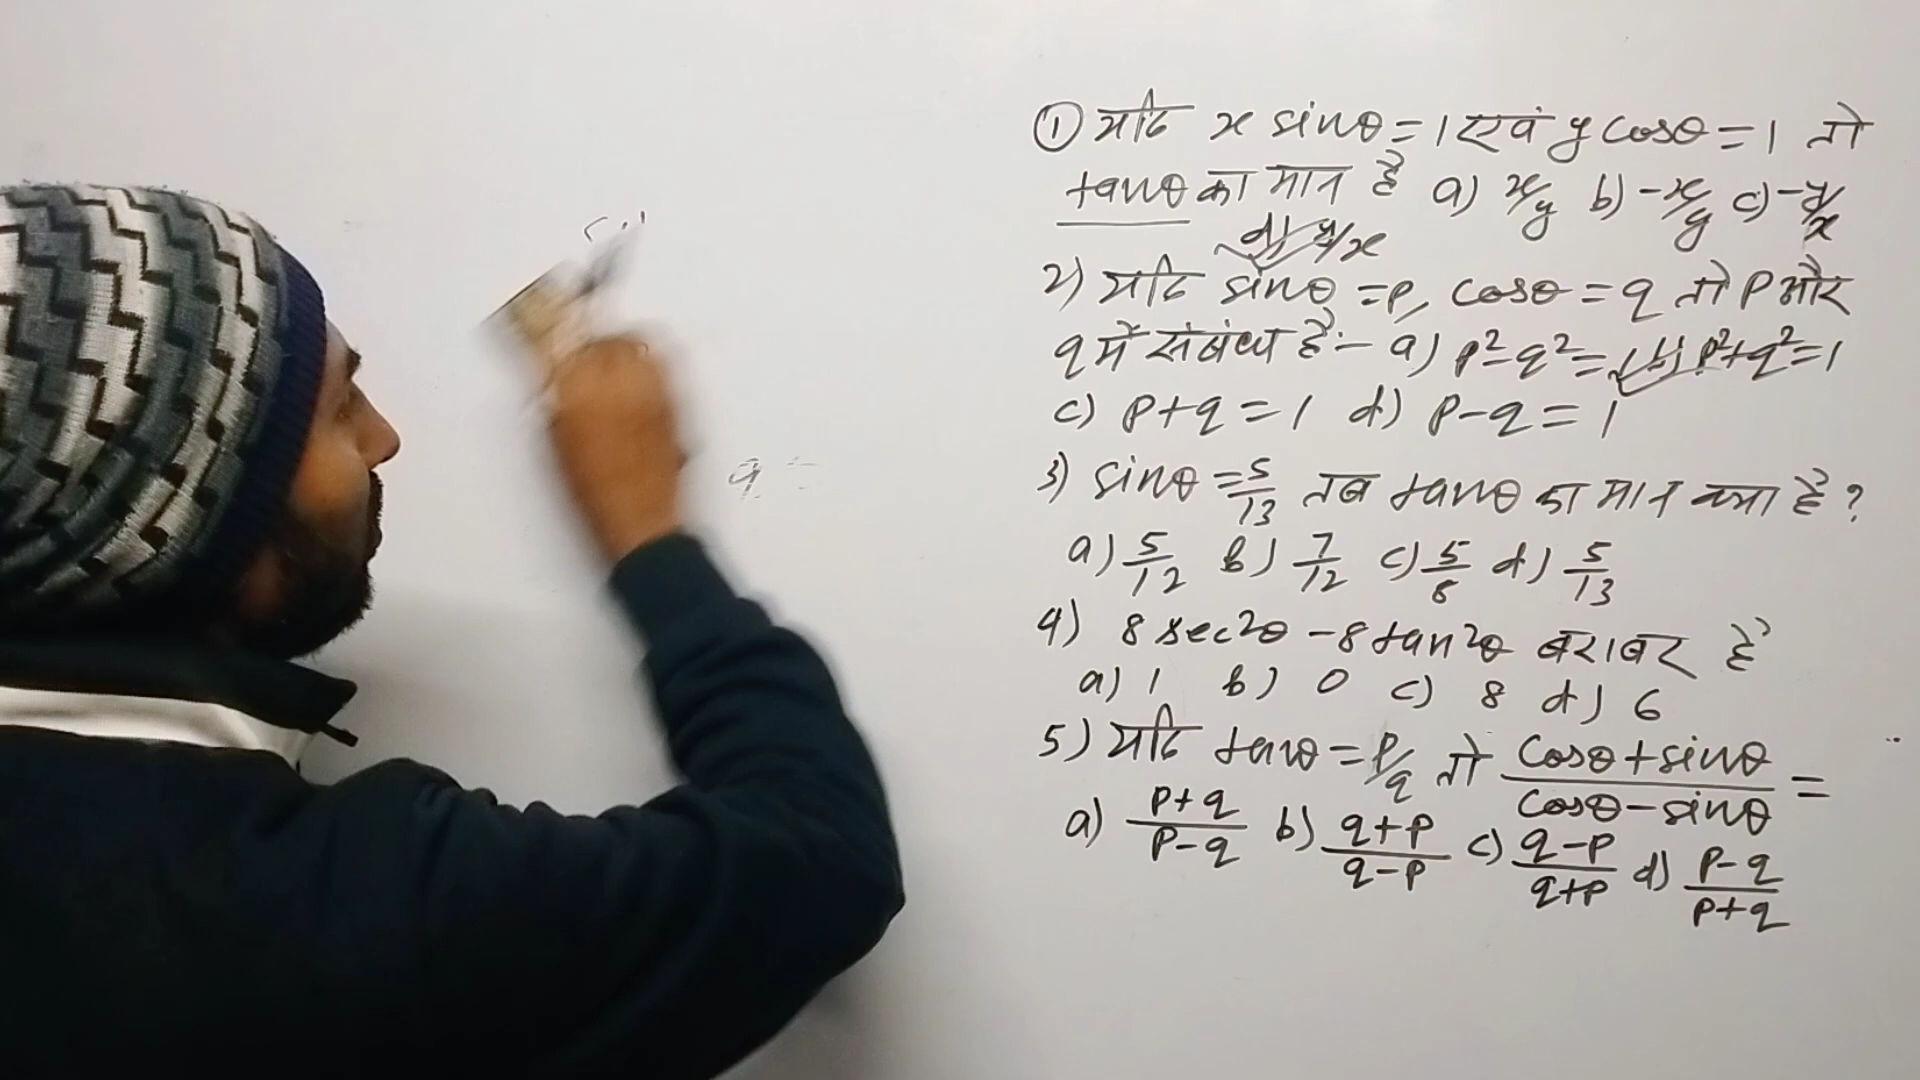 ① यदि x sinθ = 1 एवं y cosθ = 1 तो
tanθ का मान है a) x/y b) -x/y c) -y/x
d) y/x
2) यदि sinθ = p, cosθ = q तो p और
q में संबंध है:- a) p²-q²=1 b) p²+q²=1
c) p+q=1 d) p-q=1
3) sinθ = 5/13 तब tanθ का मान क्या है?
a) 5/12 b) 7/12 c) 5/8 d) 5/13
4) 8 sec²θ - 8 tan²θ बराबर है
a) 1 b) 0 c) 8 d) 6
5) यदि tanθ = p/q तो (cosθ+sinθ)/(cosθ-sinθ) =
a) (p+q)/(p-q) b) (q+p)/(q-p) c) (q-p)/(q+p) d) (p-q)/(p+q)